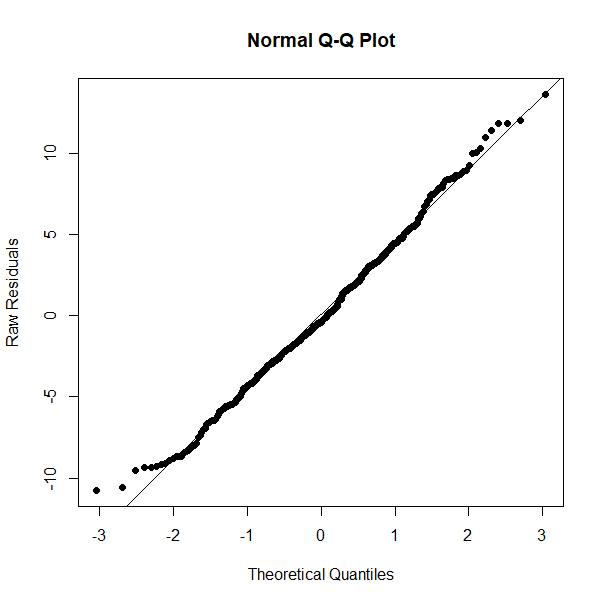 Normal Q-Q Plot
Raw Residuals
10
5
0
-5
-10
-3 -2 -1 0 1 2 3
Theoretical Quantiles